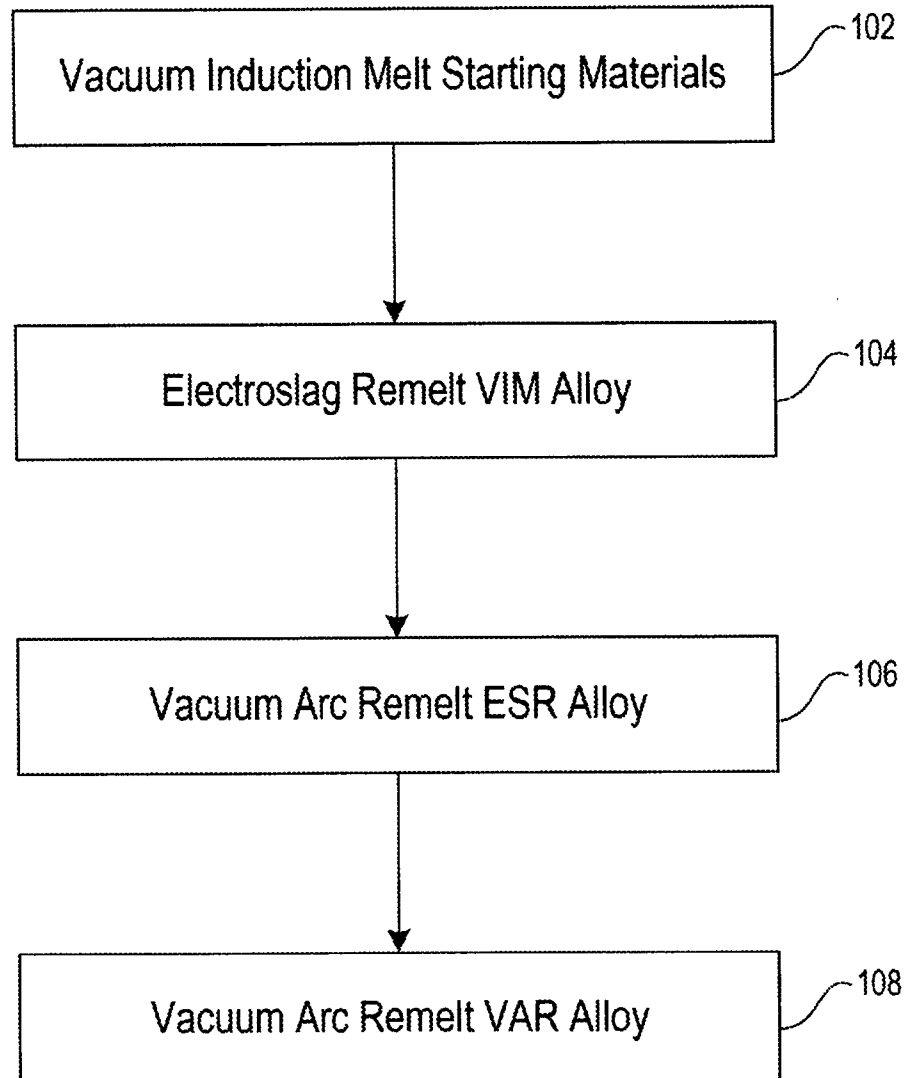 Vacuum Induction Melt Starting Materials
102
Electroslag Remelt VIM Alloy
104
Vacuum Arc Remelt ESR Alloy
106
Vacuum Arc Remelt VAR Alloy
108